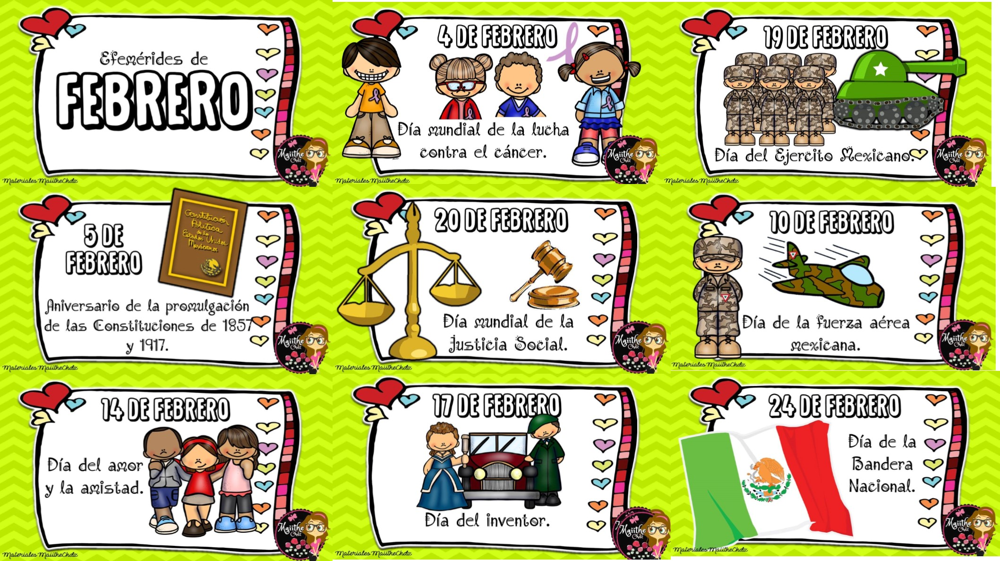 Efemérides de
FEBRERO
Maiithe
Chdz
Materiales MaiitheChdz
4 DE FEBRERO
Día mundial de la lucha
contra el cáncer.
Maiithe
Chdz
Materiales MaiitheChdz
19 DE FEBRERO
Día del Ejercito Mexicano.
Maiithe
Chdz
Materiales MaiitheChdz
5 DE
FEBRERO
Constitución
Política
de los
Estados Unidos
Mexicanos
Aniversario de la promulgación
de las Constituciones de 1857
y 1917.
Maiithe
Chdz
Materiales MaiitheChdz
20 DE FEBRERO
Día mundial de la
Justicia Social.
Maiithe
Chdz
Materiales MaiitheChdz
10 DE FEBRERO
Día de la fuerza aérea
mexicana.
Maiithe
Chdz
Materiales MaiitheChdz
14 DE FEBRERO
Día del amor
y la amistad.
Maiithe
Chdz
Materiales MaiitheChdz
17 DE FEBRERO
Día del inventor.
Maiithe
Chdz
Materiales MaiitheChdz
24 DE FEBRERO
Día de la
Bandera
Nacional.
Maiithe
Chdz
Materiales MaiitheChdz